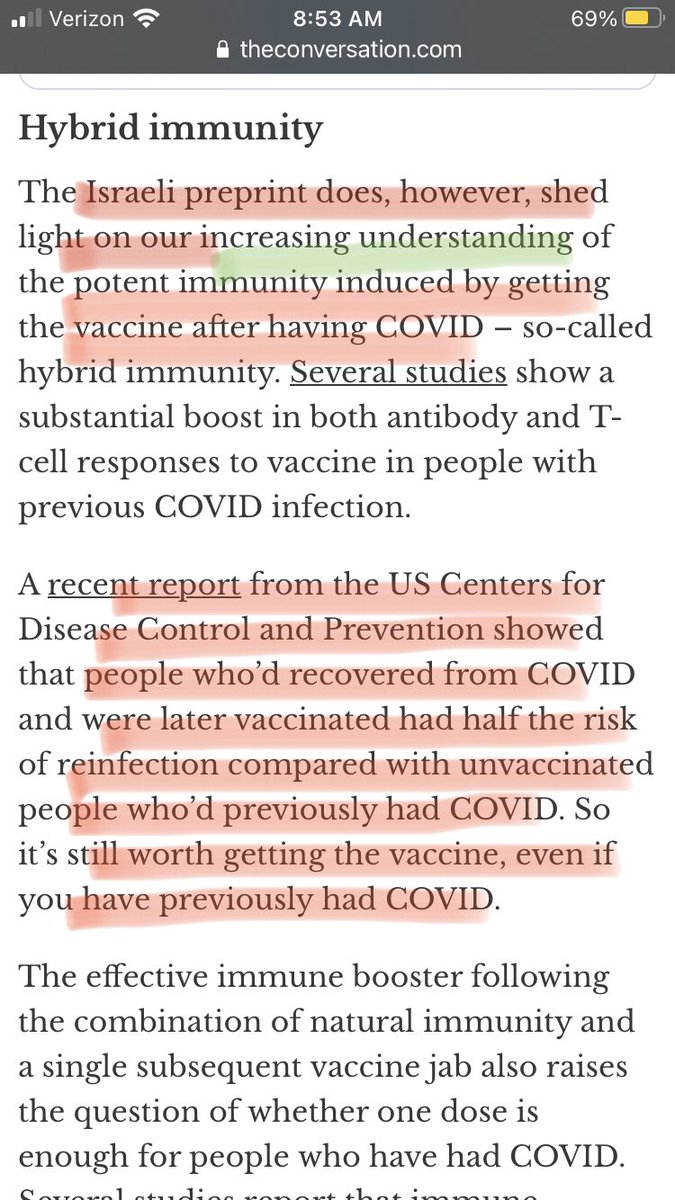 Verizon 8:53 AM 69%
theconversation.com
Hybrid immunity
The Israeli preprint does, however, shed
light on our increasing understanding of
the potent immunity induced by getting
the vaccine after having COVID – so-called
hybrid immunity. Several studies show a
substantial boost in both antibody and T-
cell responses to vaccine in people with
previous COVID infection.
A recent report from the US Centers for
Disease Control and Prevention showed
that people who’d recovered from COVID
and were later vaccinated had half the risk
of reinfection compared with unvaccinated
people who’d previously had COVID. So
it’s still worth getting the vaccine, even if
you have previously had COVID.
The effective immune booster following
the combination of natural immunity and
a single subsequent vaccine jab also raises
the question of whether one dose is
enough for people who have had COVID.
Several studies report that immune